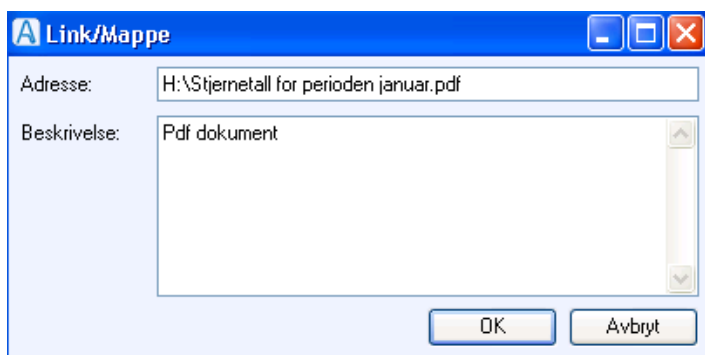 Link/Mappe
Adresse: H:\Stjernetall for perioden januar.pdf
Beskrivelse: Pdf dokument
OK Avbryt